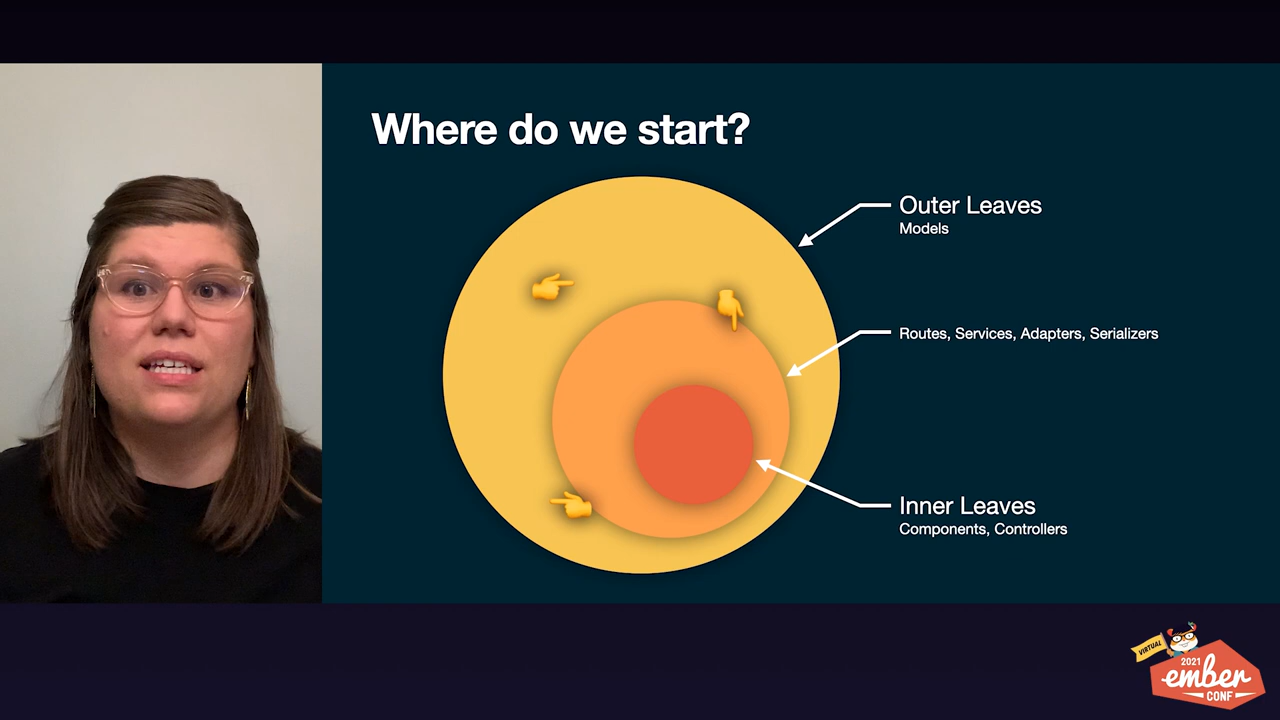 Where do we start?
Outer Leaves
Models
Routes, Services, Adapters, Serializers
Inner Leaves
Components, Controllers
VIRTUAL
2021
ember
CONF